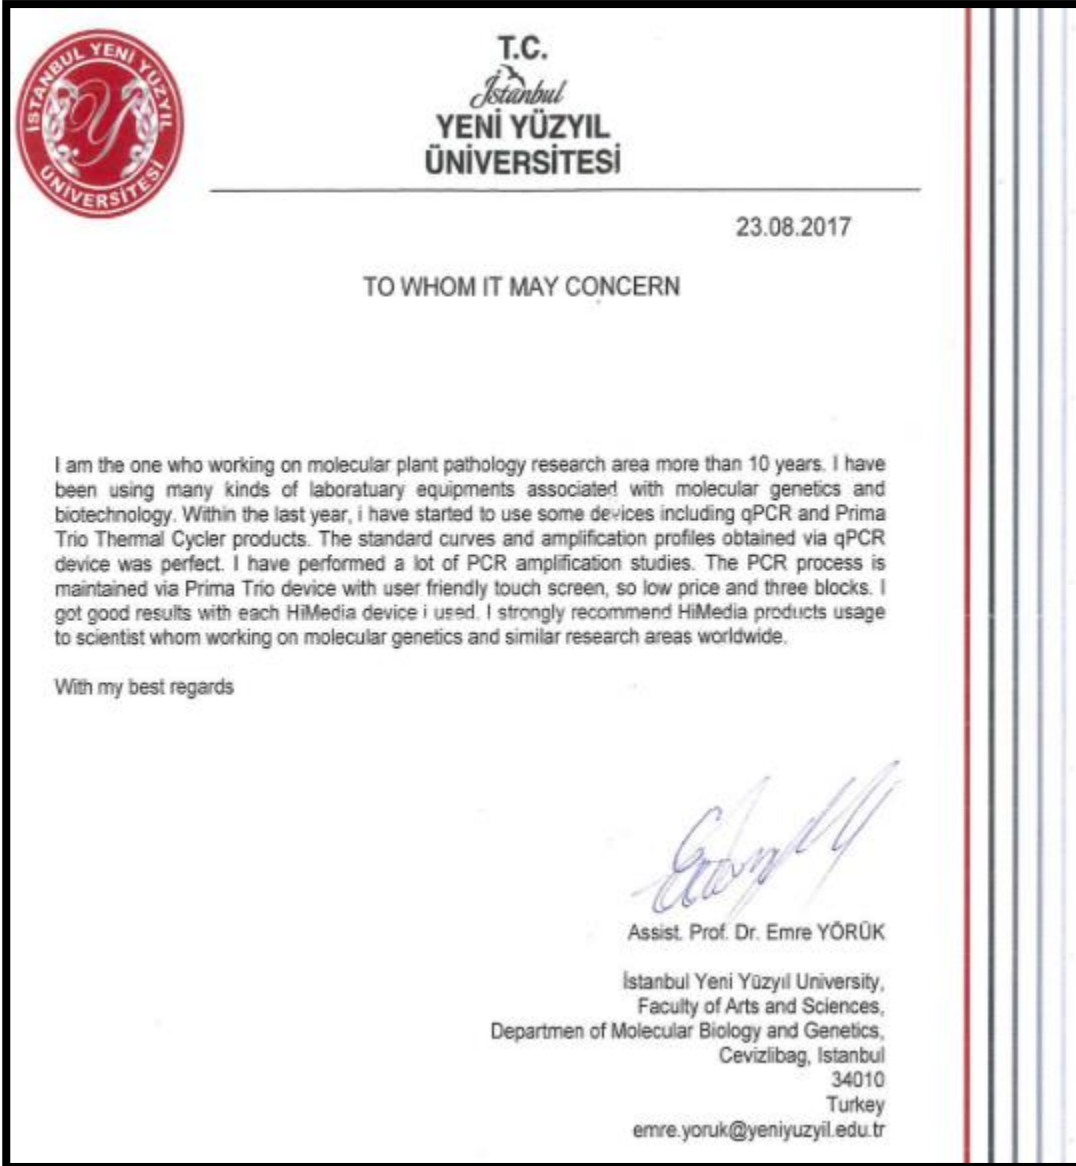 İSTANBUL YENİ YÜZYIL
ÜNİVERSİTESİ
T.C.
İstanbul
YENİ YÜZYIL
ÜNİVERSİTESİ
23.08.2017
TO WHOM IT MAY CONCERN
I am the one who working on molecular plant pathology research area more than 10 years. I have
been using many kinds of laboratuary equipments associated with molecular genetics and
biotechnology. Within the last year, i have started to use some devices including qPCR and Prima
Trio Thermal Cycler products. The standard curves and amplification profiles obtained via qPCR
device was perfect. I have performed a lot of PCR amplification studies. The PCR process is
maintained via Prima Trio device with user friendly touch screen, so low price and three blocks. I
got good results with each HiMedia device i used. I strongly recommend HiMedia products usage
to scientist whom working on molecular genetics and similar research areas worldwide.
With my best regards
Assist. Prof. Dr. Emre YÖRÜK
İstanbul Yeni Yüzyıl University,
Faculty of Arts and Sciences,
Departmen of Molecular Biology and Genetics,
Cevizlibag, Istanbul
34010
Turkey
emre.yoruk@yeniyuzyil.edu.tr